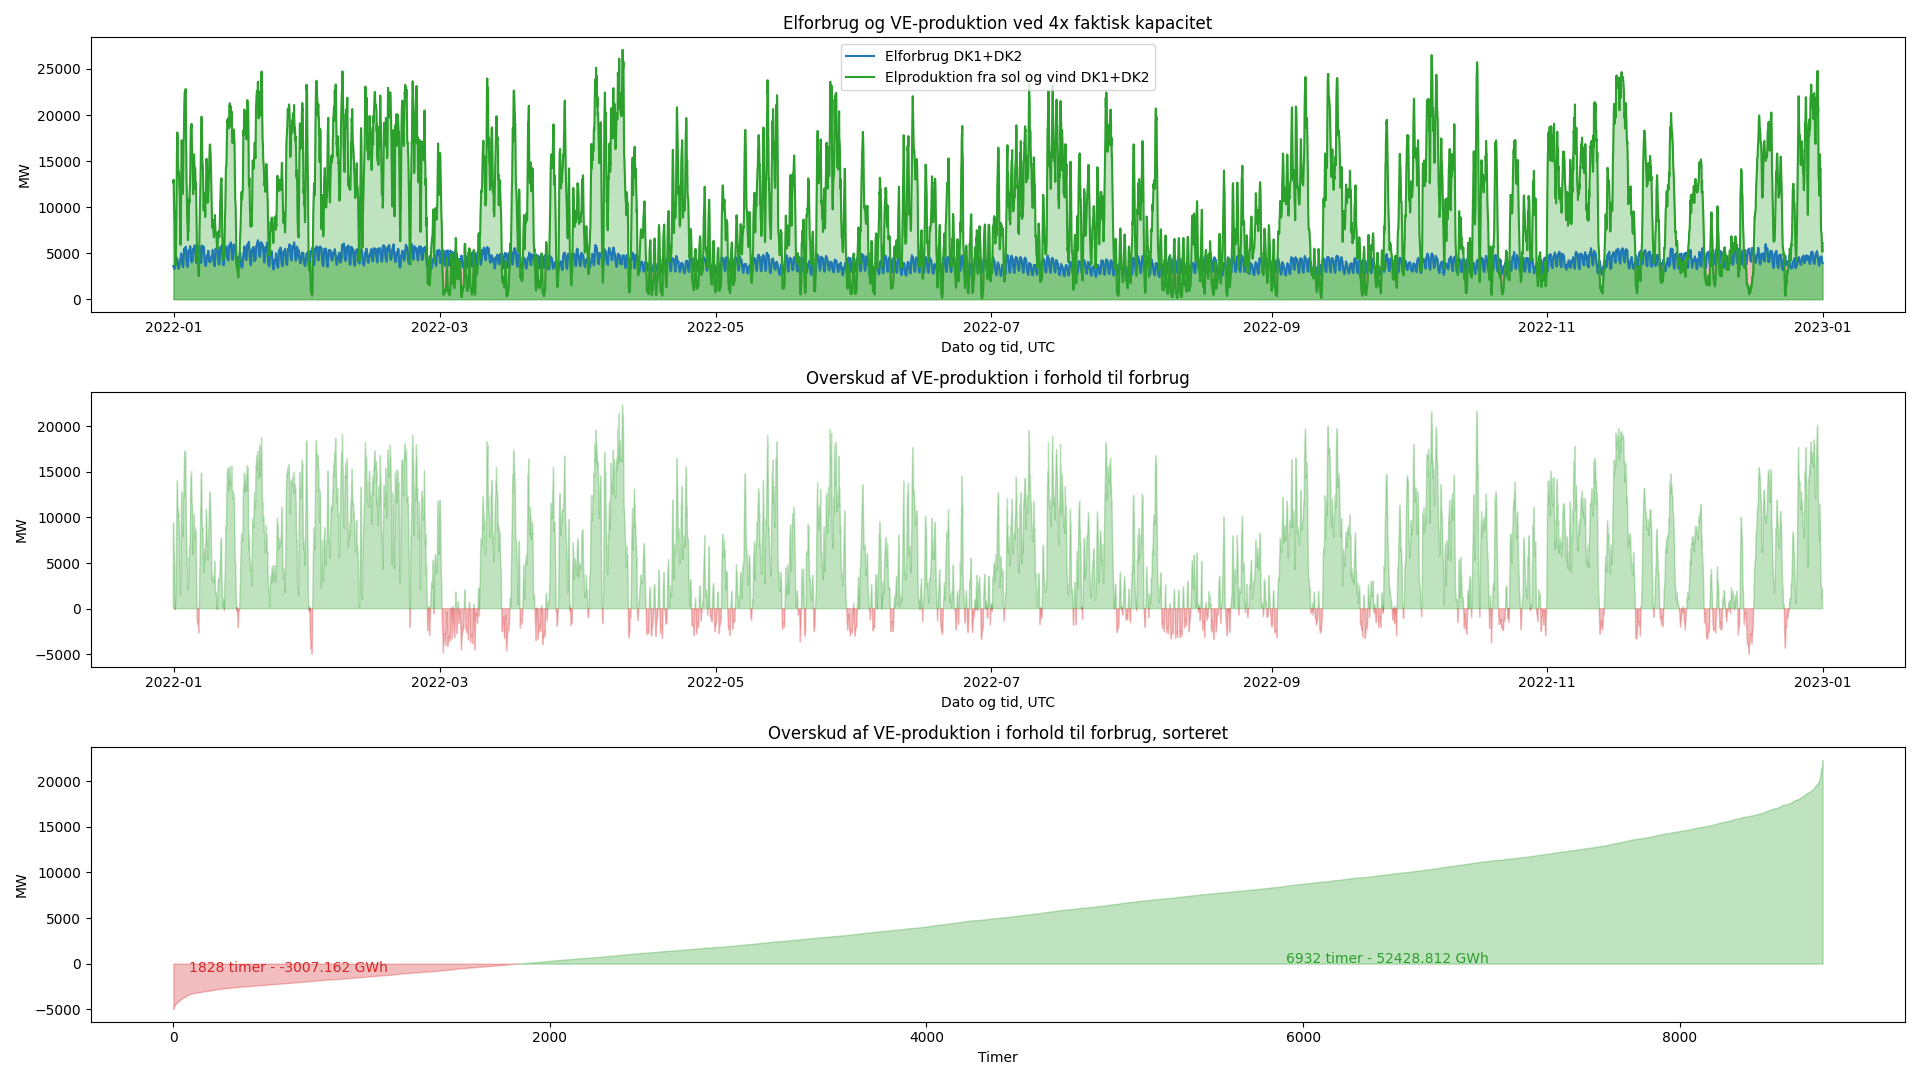 Elforbrug og VE-produktion ved 4x faktisk kapacitet
Elforbrug DK1+DK2
Elproduktion fra sol og vind DK1+DK2
MW
25000
20000
15000
10000
5000
0
2022-01 2022-03 2022-05 2022-07 2022-09 2022-11 2023-01
Dato og tid, UTC
Overskud af VE-produktion i forhold til forbrug
MW
20000
15000
10000
5000
0
−5000
2022-01 2022-03 2022-05 2022-07 2022-09 2022-11 2023-01
Dato og tid, UTC
Overskud af VE-produktion i forhold til forbrug, sorteret
MW
20000
15000
10000
5000
0
−5000
1828 timer - -3007.162 GWh
6932 timer - 52428.812 GWh
0 2000 4000 6000 8000
Timer